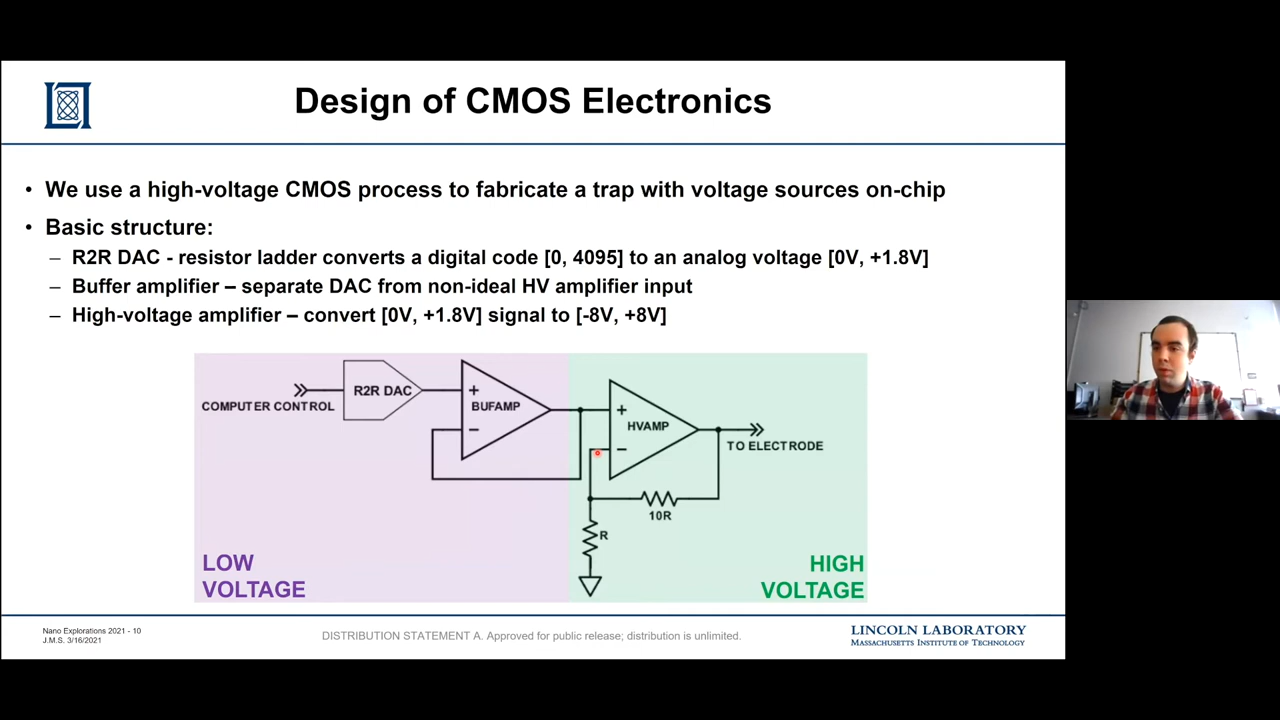 Design of CMOS Electronics
• We use a high-voltage CMOS process to fabricate a trap with voltage sources on-chip
• Basic structure:
– R2R DAC - resistor ladder converts a digital code [0, 4095] to an analog voltage [0V, +1.8V]
– Buffer amplifier – separate DAC from non-ideal HV amplifier input
– High-voltage amplifier – convert [0V, +1.8V] signal to [-8V, +8V]
COMPUTER CONTROL
R2R DAC
+
BUFAMP
−
+
HVAMP
−
TO ELECTRODE
10R
R
LOW
VOLTAGE
HIGH
VOLTAGE
Nano Explorations 2021 - 10
J.M.S. 3/16/2021
DISTRIBUTION STATEMENT A. Approved for public release; distribution is unlimited.
LINCOLN LABORATORY
MASSACHUSETTS INSTITUTE OF TECHNOLOGY